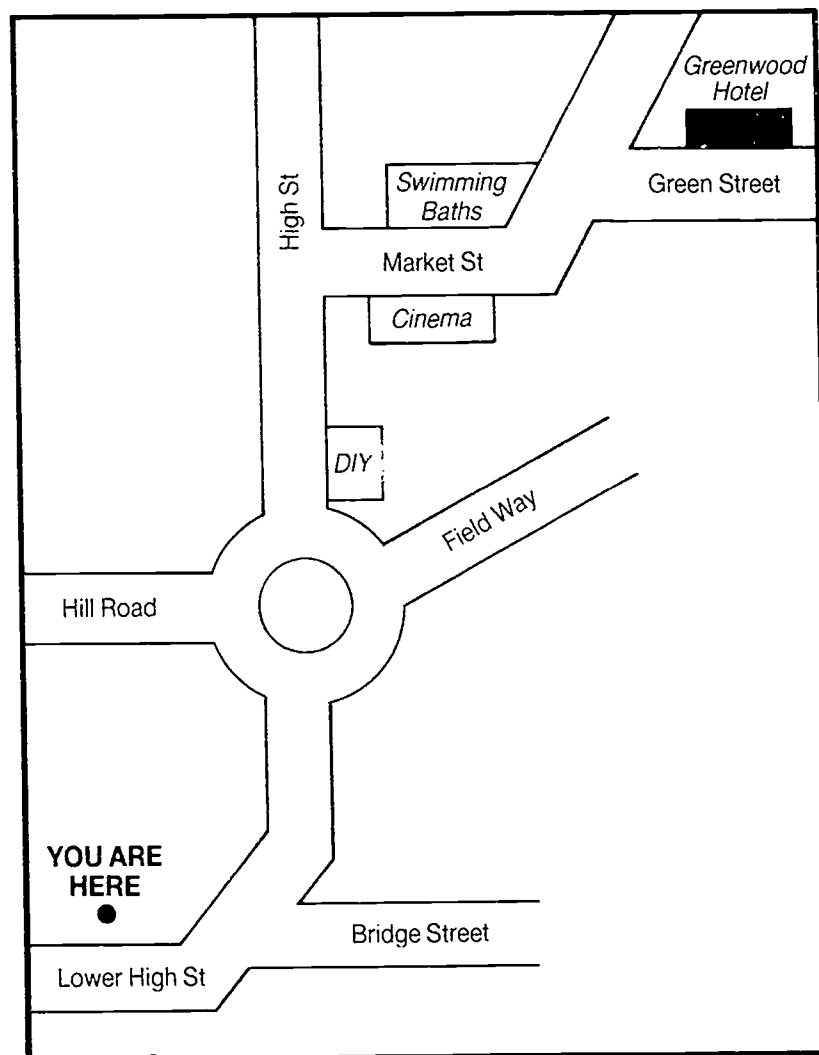 Greenwood
Hotel
High St
Swimming
Baths
Green Street
Market St
Cinema
DIY
Field Way
Hill Road
YOU ARE
HERE
Bridge Street
Lower High St